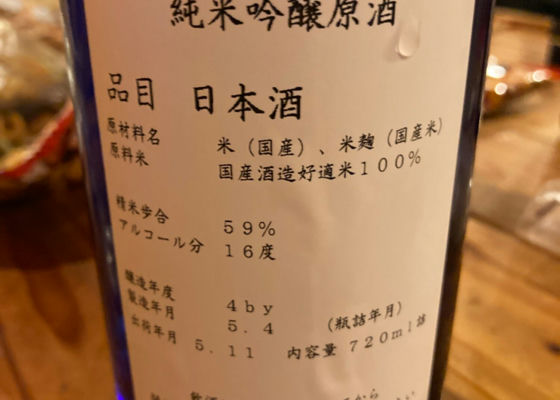 純米吟醸原酒
品目 日本酒
原材料名 米（国産）、米麹（国産米）
原料米 国産酒造好適米１００％
精米歩合 ５９％
アルコール分 １６度
醸造年度 ４ｂｙ
製造年月 ５．４ （瓶詰年月）
出荷年月 ５．１１ 内容量 ７２０ｍｌ詰